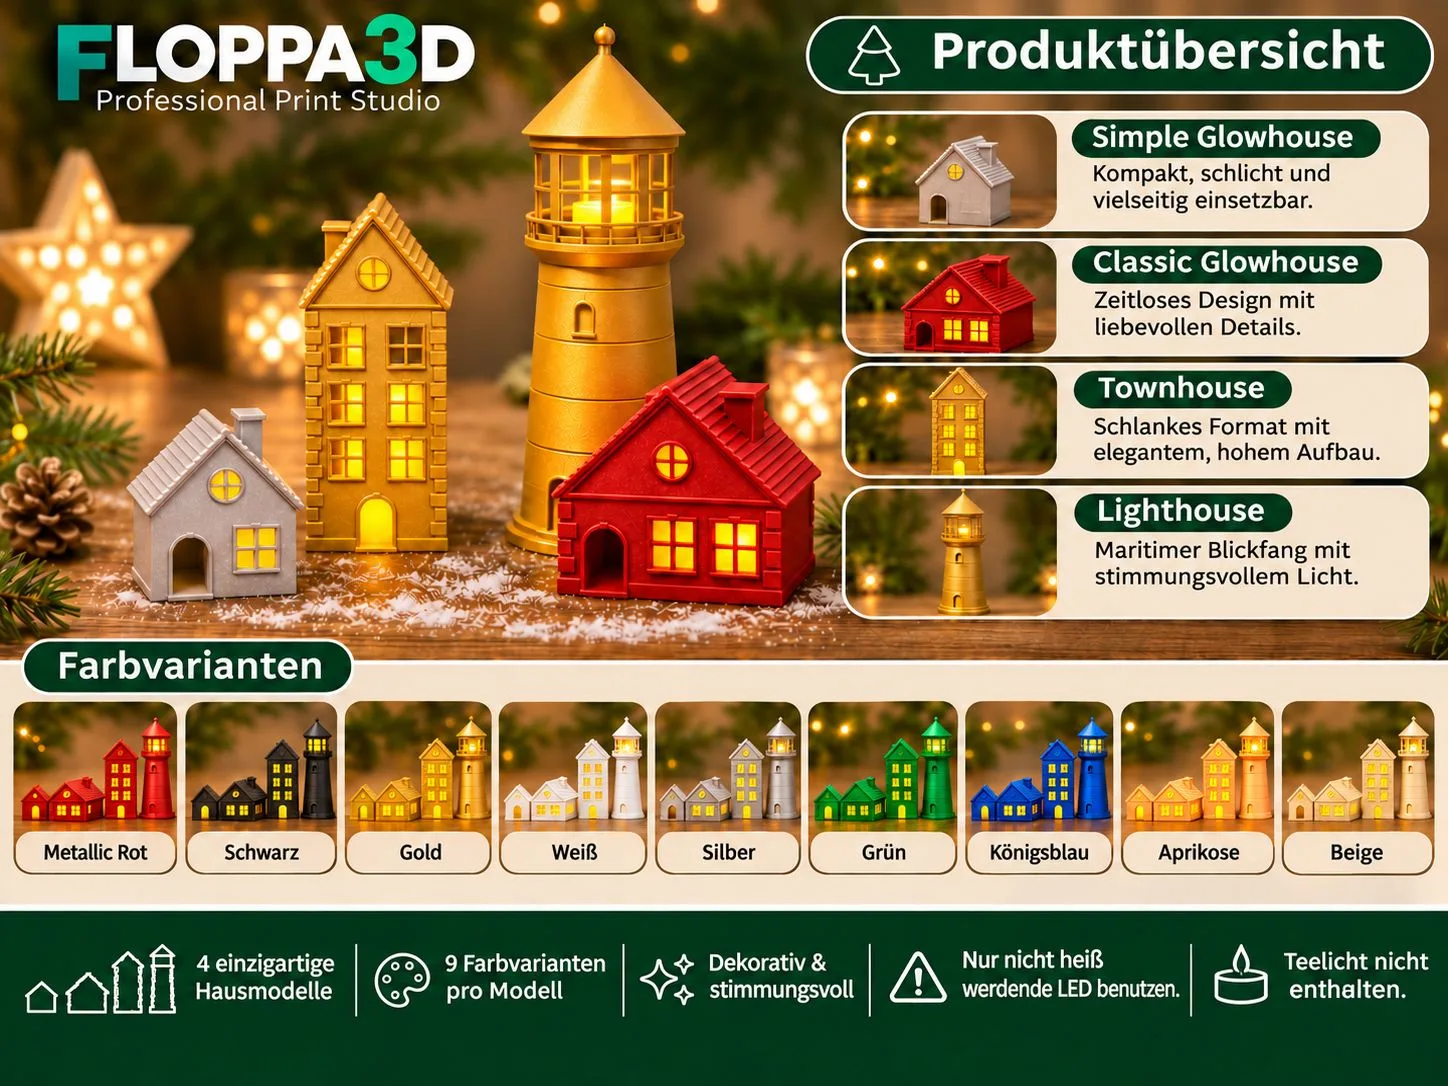 FLOPPA3D
Professional Print Studio
Produktübersicht
Simple Glowhouse
Kompakt, schlicht und
vielseitig einsetzbar.
Classic Glowhouse
Zeitloses Design mit
liebevollen Details.
Townhouse
Schlankes Format mit
elegantem, hohem Aufbau.
Lighthouse
Maritimer Blickfang mit
stimmungsvollem Licht.
Farbvarianten
Metallic Rot
Schwarz
Gold
Weiß
Silber
Grün
Königsblau
Aprikose
Beige
4 einzigartige
Hausmodelle
9 Farbvarianten
pro Modell
Dekorativ &
stimmungsvoll
Nur nicht heiß
werdende LED benutzen.
Teelicht nicht
enthalten.